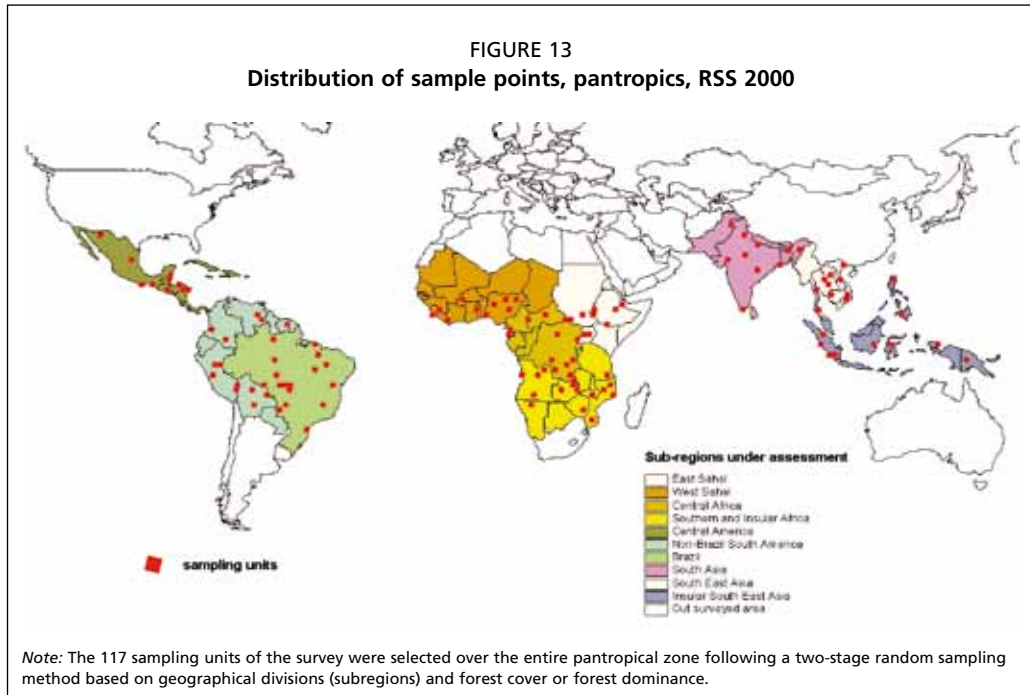 FIGURE 13
Distribution of sample points, pantropics, RSS 2000
Sub-regions under assessment
East Sahel
West Sahel
Central Africa
Southern and Insular Africa
Central America
Non-Brazil South America
Brazil
South Asia
South East Asia
Insular South East Asia
Out surveyed area
sampling units
Note: The 117 sampling units of the survey were selected over the entire pantropical zone following a two-stage random sampling
method based on geographical divisions (subregions) and forest cover or forest dominance.